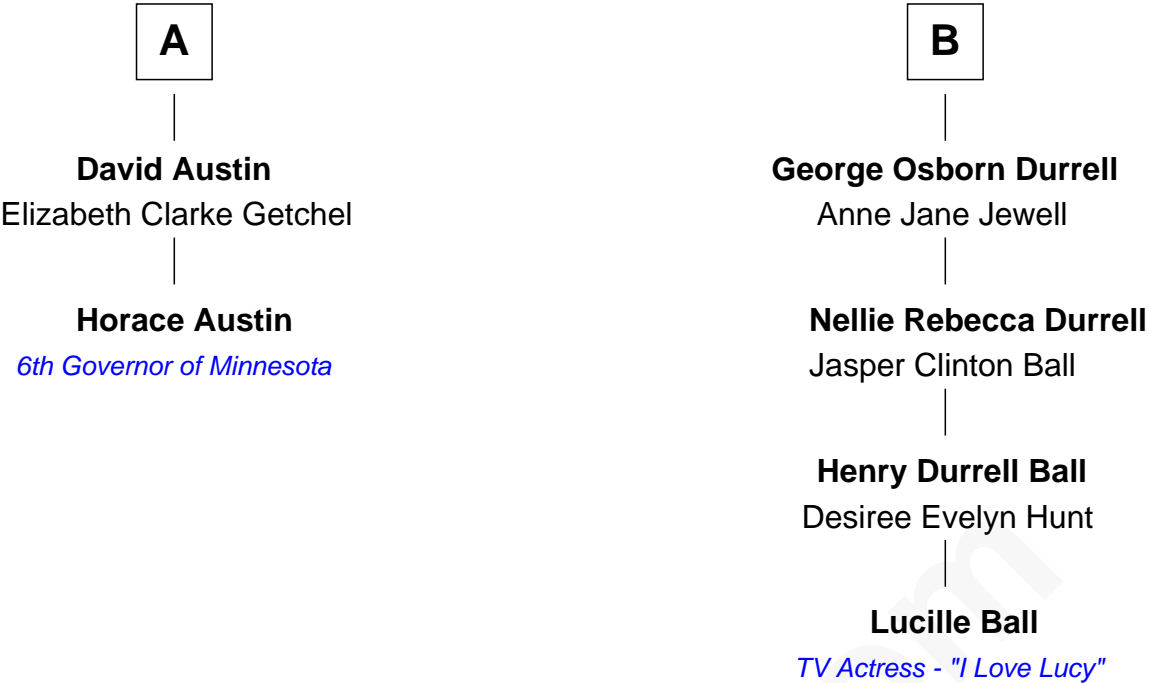 A
David Austin
Elizabeth Clarke Getchel
Horace Austin
6th Governor of Minnesota
B
George Osborn Durrell
Anne Jane Jewell
Nellie Rebecca Durrell
Jasper Clinton Ball
Henry Durrell Ball
Desiree Evelyn Hunt
Lucille Ball
TV Actress - "I Love Lucy"